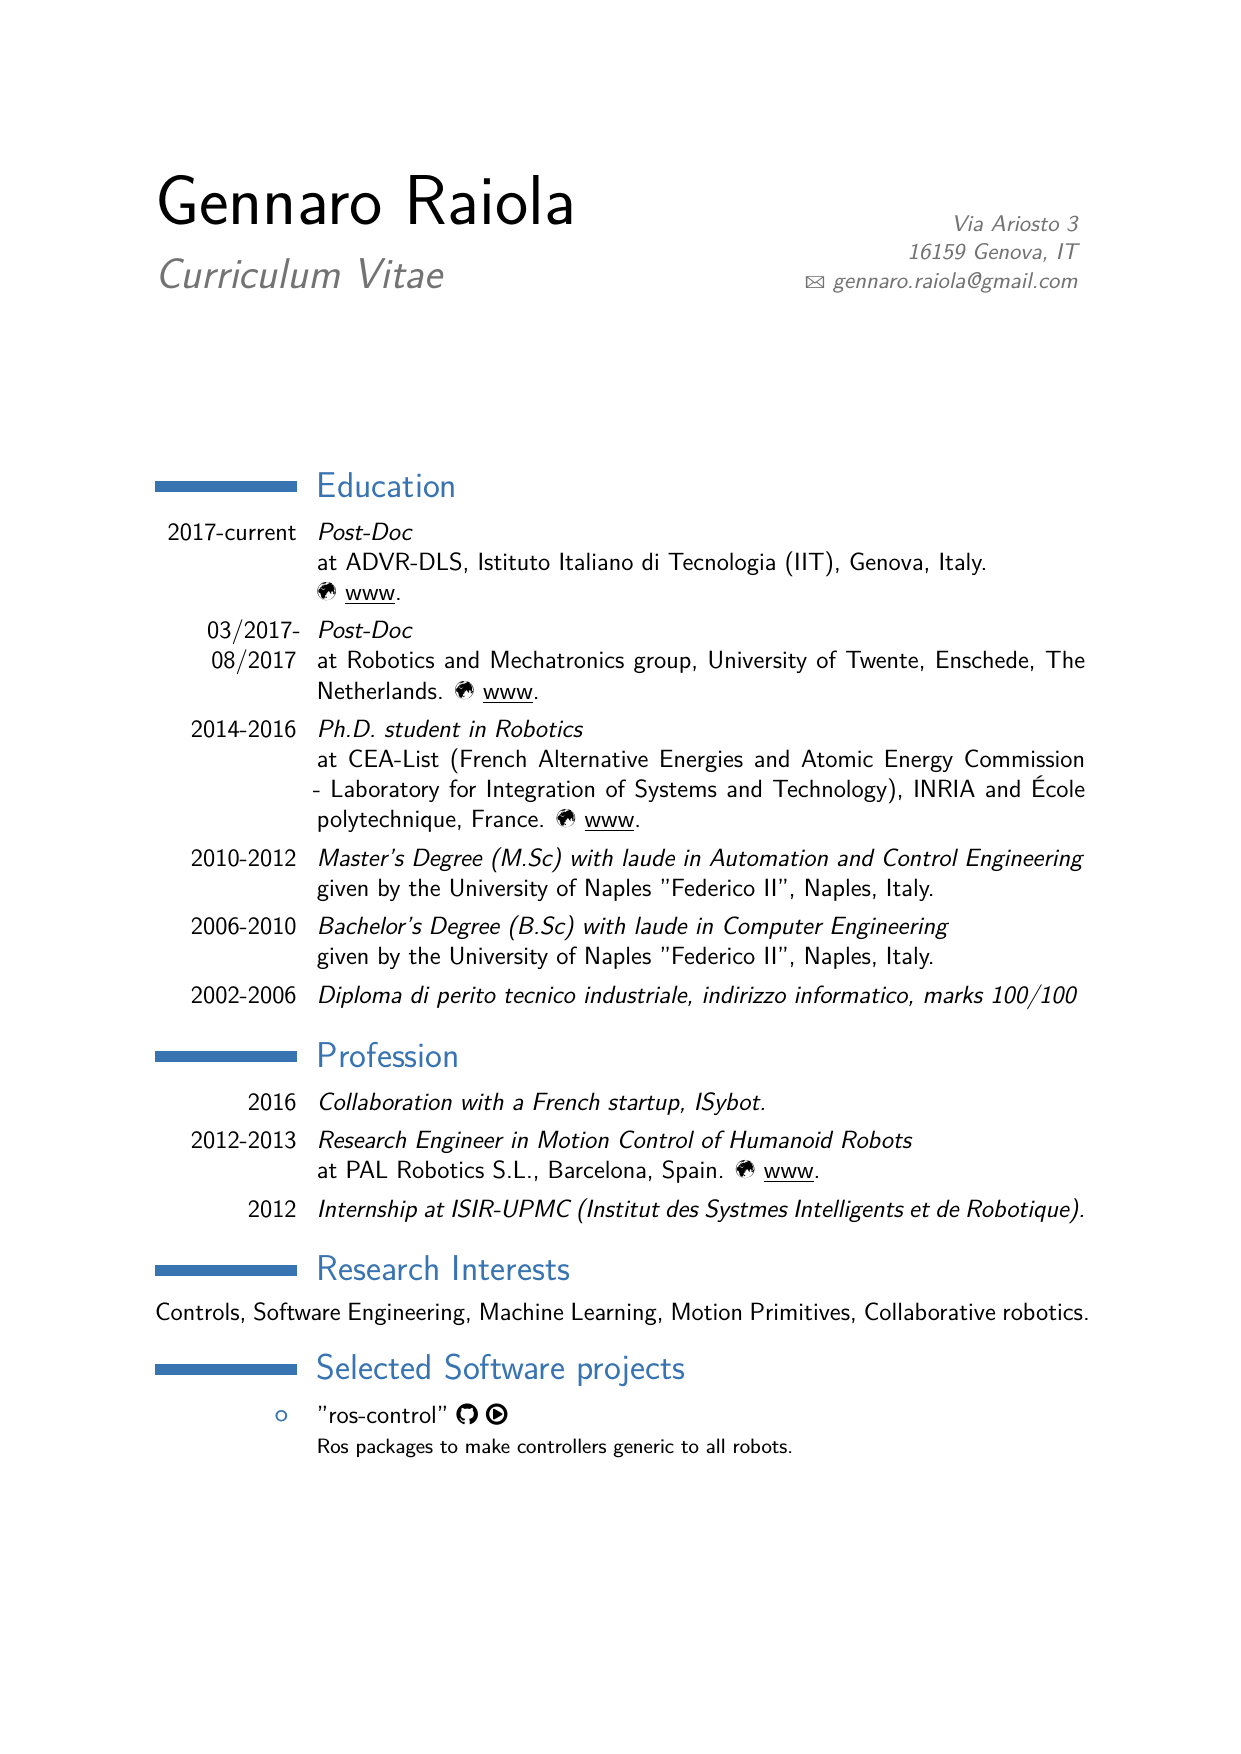 Gennaro Raiola
Curriculum Vitae
Via Ariosto 3
16159 Genova, IT
gennaro.raiola@gmail.com
Education
2017-current Post-Doc
at ADVR-DLS, Istituto Italiano di Tecnologia (IIT), Genova, Italy.
www.
03/2017- Post-Doc
08/2017 at Robotics and Mechatronics group, University of Twente, Enschede, The
Netherlands. www.
2014-2016 Ph.D. student in Robotics
at CEA-List (French Alternative Energies and Atomic Energy Commission
- Laboratory for Integration of Systems and Technology), INRIA and École
polytechnique, France. www.
2010-2012 Master's Degree (M.Sc) with laude in Automation and Control Engineering
given by the University of Naples ”Federico II”, Naples, Italy.
2006-2010 Bachelor's Degree (B.Sc) with laude in Computer Engineering
given by the University of Naples ”Federico II”, Naples, Italy.
2002-2006 Diploma di perito tecnico industriale, indirizzo informatico, marks 100/100
Profession
2016 Collaboration with a French startup, ISybot.
2012-2013 Research Engineer in Motion Control of Humanoid Robots
at PAL Robotics S.L., Barcelona, Spain. www.
2012 Internship at ISIR-UPMC (Institut des Systmes Intelligents et de Robotique).
Research Interests
Controls, Software Engineering, Machine Learning, Motion Primitives, Collaborative robotics.
Selected Software projects
”ros-control”
Ros packages to make controllers generic to all robots.